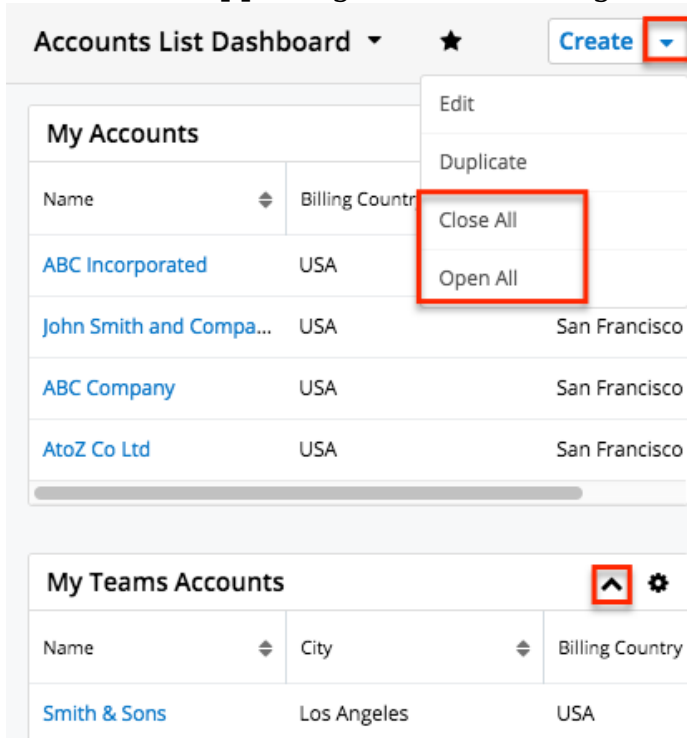 Accounts List Dashboard
Create
Edit
Duplicate
Close All
Open All
My Accounts
Name Billing Countr
ABC Incorporated USA
John Smith and Compa... USA San Francisco
ABC Company USA San Francisco
AtoZ Co Ltd USA San Francisco
My Teams Accounts
Name City Billing Country
Smith & Sons Los Angeles USA